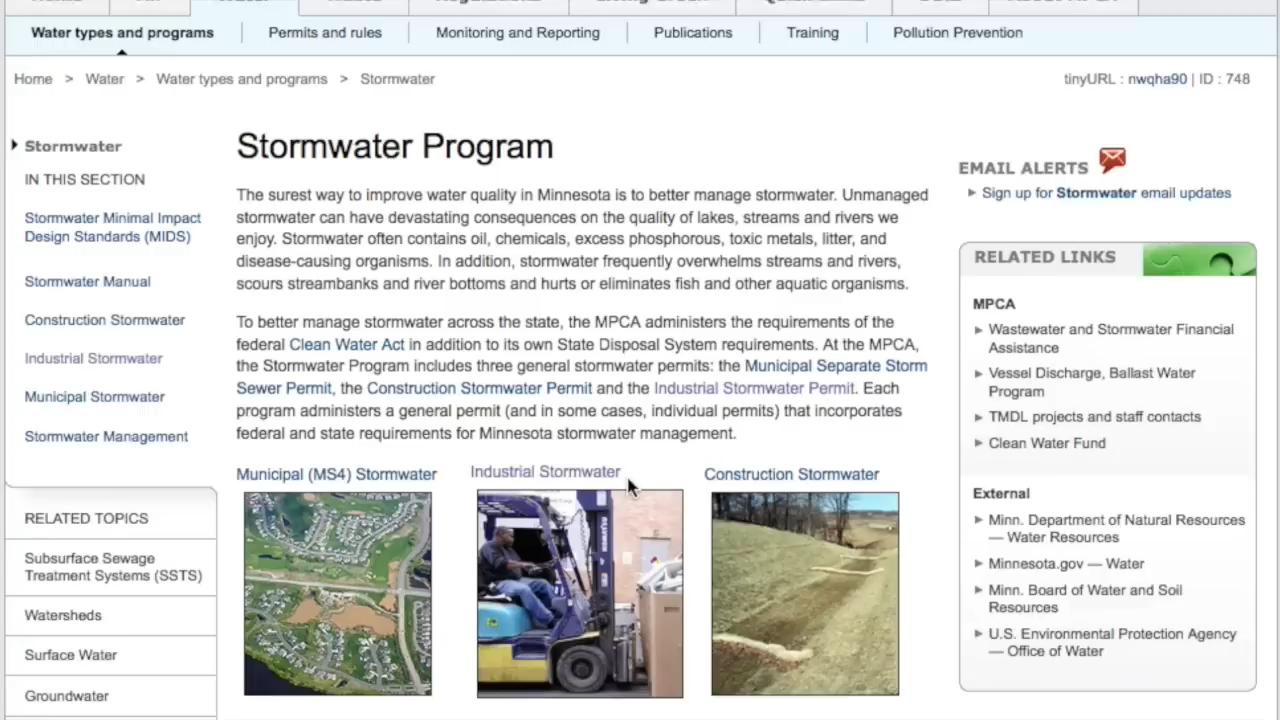 Water types and programs
Permits and rules
Monitoring and Reporting
Publications
Training
Pollution Prevention
Home > Water > Water types and programs > Stormwater
tinyURL : nwqha90 | ID : 748
Stormwater
IN THIS SECTION
Stormwater Minimal Impact
Design Standards (MIDS)
Stormwater Manual
Construction Stormwater
Industrial Stormwater
Municipal Stormwater
Stormwater Management
RELATED TOPICS
Subsurface Sewage
Treatment Systems (SSTS)
Watersheds
Surface Water
Groundwater
Stormwater Program
The surest way to improve water quality in Minnesota is to better manage stormwater. Unmanaged
stormwater can have devastating consequences on the quality of lakes, streams and rivers we
enjoy. Stormwater often contains oil, chemicals, excess phosphorous, toxic metals, litter, and
disease-causing organisms. In addition, stormwater frequently overwhelms streams and rivers,
scours streambanks and river bottoms and hurts or eliminates fish and other aquatic organisms.
To better manage stormwater across the state, the MPCA administers the requirements of the
federal Clean Water Act in addition to its own State Disposal System requirements. At the MPCA,
the Stormwater Program includes three general stormwater permits: the Municipal Separate Storm
Sewer Permit, the Construction Stormwater Permit and the Industrial Stormwater Permit. Each
program administers a general permit (and in some cases, individual permits) that incorporates
federal and state requirements for Minnesota stormwater management.
Municipal (MS4) Stormwater
Industrial Stormwater
Construction Stormwater
EMAIL ALERTS
Sign up for Stormwater email updates
RELATED LINKS
MPCA
Wastewater and Stormwater Financial
Assistance
Vessel Discharge, Ballast Water
Program
TMDL projects and staff contacts
Clean Water Fund
External
Minn. Department of Natural Resources
— Water Resources
Minnesota.gov — Water
Minn. Board of Water and Soil
Resources
U.S. Environmental Protection Agency
— Office of Water